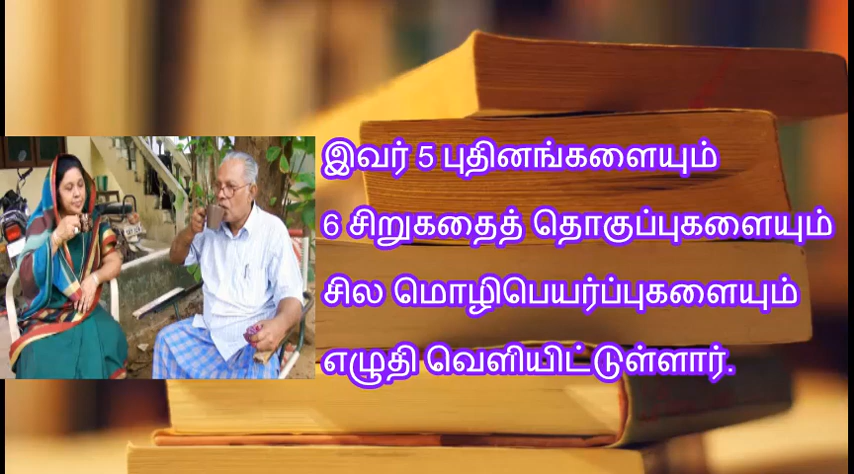 இவர் 5 புதினங்களையும்
6 சிறுகதைத் தொகுப்புகளையும்
சில மொழிபெயர்ப்புகளையும்
எழுதி வெளியிட்டுள்ளார்.